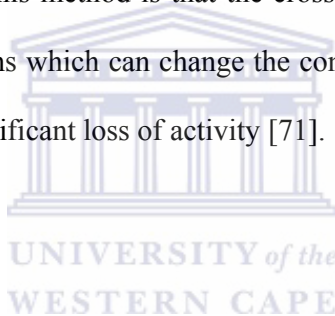 his method is that the cross
ns which can change the con
ificant loss of activity [71].
UNIVERSITY of the
WESTERN CAPE